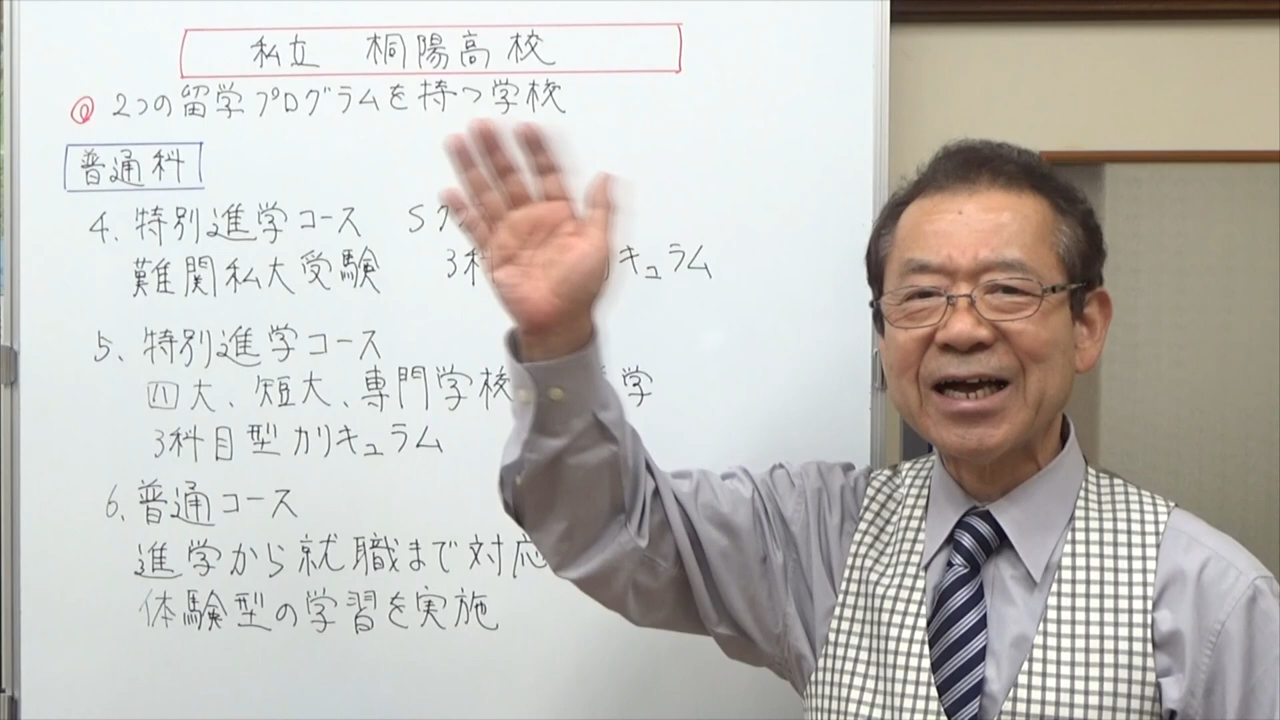 私立 桐陽高校
◎ 2つの留学プログラムを持つ学校
普通科
4、特別進学コース Sク
難関私大受験 3科 リキュラム
5、特別進学コース
四大、短大、専門学校 学
3科目型カリキュラム
6、普通コース
進学から就職まで対応
体験型の学習を実施